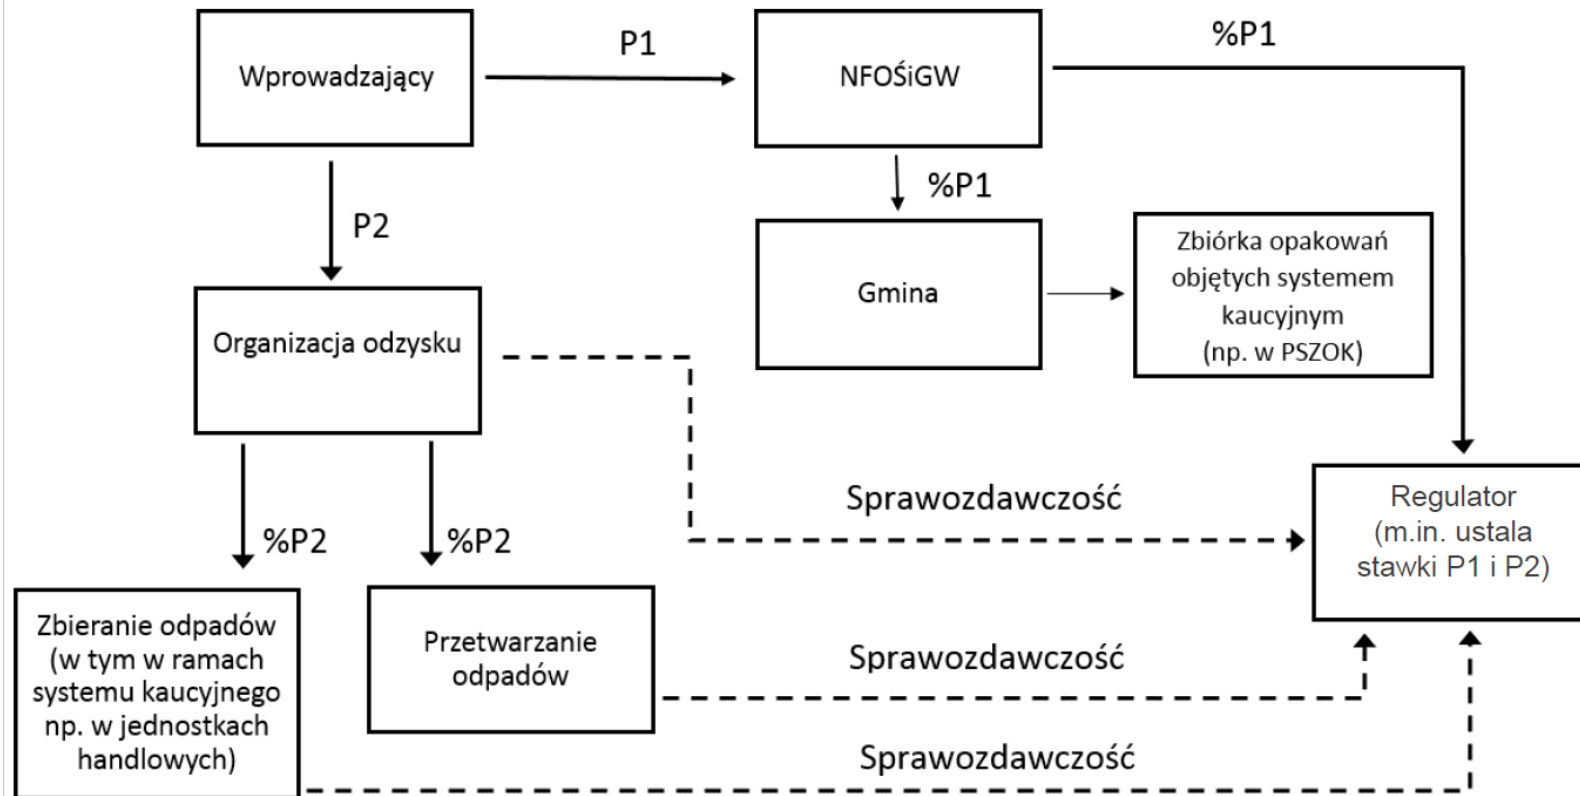 Wprowadzający
P1
NFOŚiGW
%P1
%P1
P2
Gmina
Zbiórka opakowań
objętych systemem
kaucyjnym
(np. w PSZOK)
Organizacja odzysku
Sprawozdawczość
Regulator
(m.in. ustala
stawki P1 i P2)
%P2
%P2
Zbieranie odpadów
(w tym w ramach
systemu kaucyjnego
np. w jednostkach
handlowych)
Przetwarzanie
odpadów
Sprawozdawczość
Sprawozdawczość